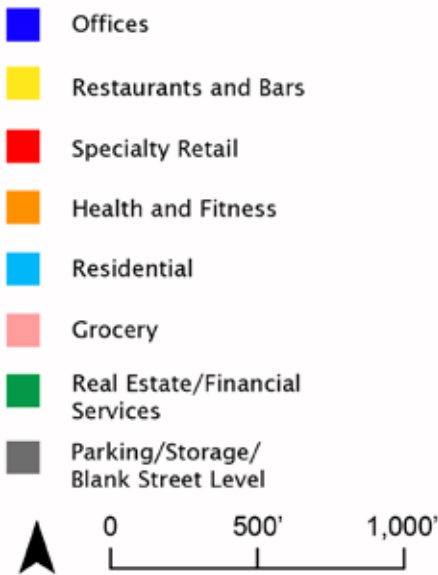 Offices
Restaurants and Bars
Specialty Retail
Health and Fitness
Residential
Grocery
Real Estate/Financial
Services
Parking/Storage/
Blank Street Level
0 500' 1,000'